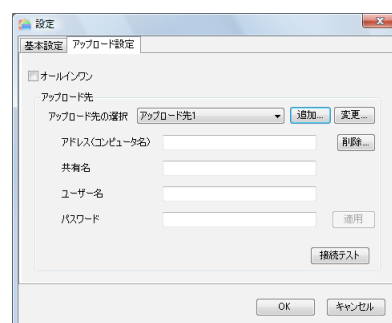 設定
基本設定 アップロード設定
オールインワン
アップロード先
アップロード先の選択 アップロード先1 追加... 変更...
アドレス(コンピュータ名) 削除...
共有名
ユーザー名
パスワード 適用
接続テスト
OK キャンセル